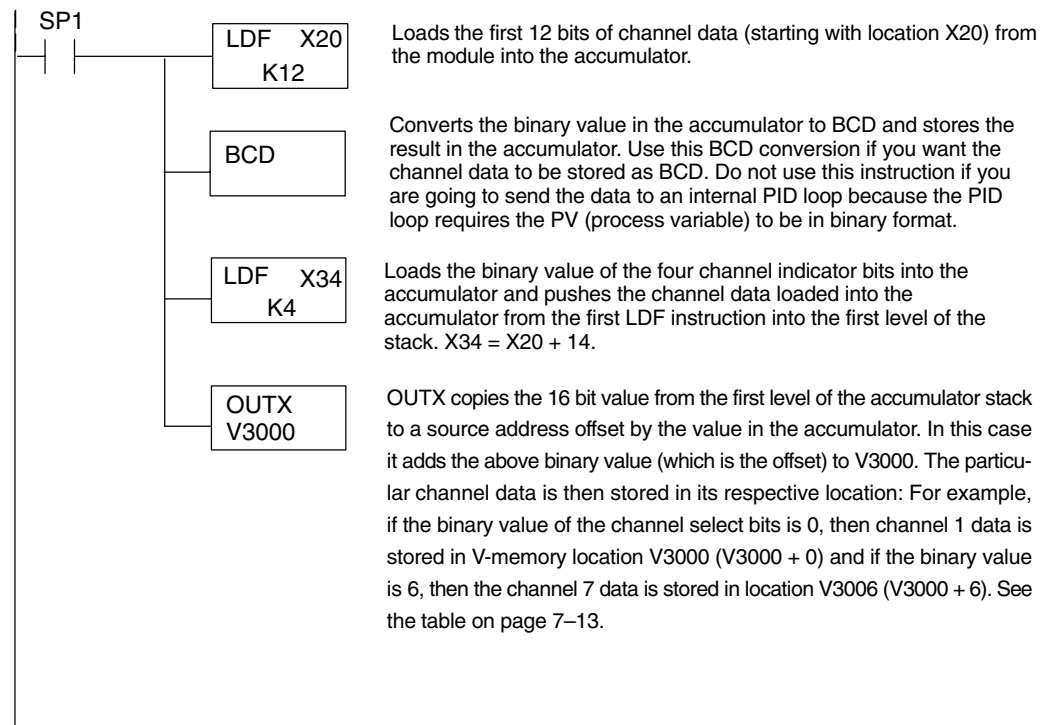 SP1
LDF X20
K12
Loads the first 12 bits of channel data (starting with location X20) from
the module into the accumulator.
BCD
Converts the binary value in the accumulator to BCD and stores the
result in the accumulator. Use this BCD conversion if you want the
channel data to be stored as BCD. Do not use this instruction if you
are going to send the data to an internal PID loop because the PID
loop requires the PV (process variable) to be in binary format.
LDF X34
K4
Loads the binary value of the four channel indicator bits into the
accumulator and pushes the channel data loaded into the
accumulator from the first LDF instruction into the first level of the
stack. X34 = X20 + 14.
OUTX
V3000
OUTX copies the 16 bit value from the first level of the accumulator stack
to a source address offset by the value in the accumulator. In this case
it adds the above binary value (which is the offset) to V3000. The particu-
lar channel data is then stored in its respective location: For example,
if the binary value of the channel select bits is 0, then channel 1 data is
stored in V-memory location V3000 (V3000 + 0) and if the binary value
is 6, then the channel 7 data is stored in location V3006 (V3000 + 6). See
the table on page 7–13.